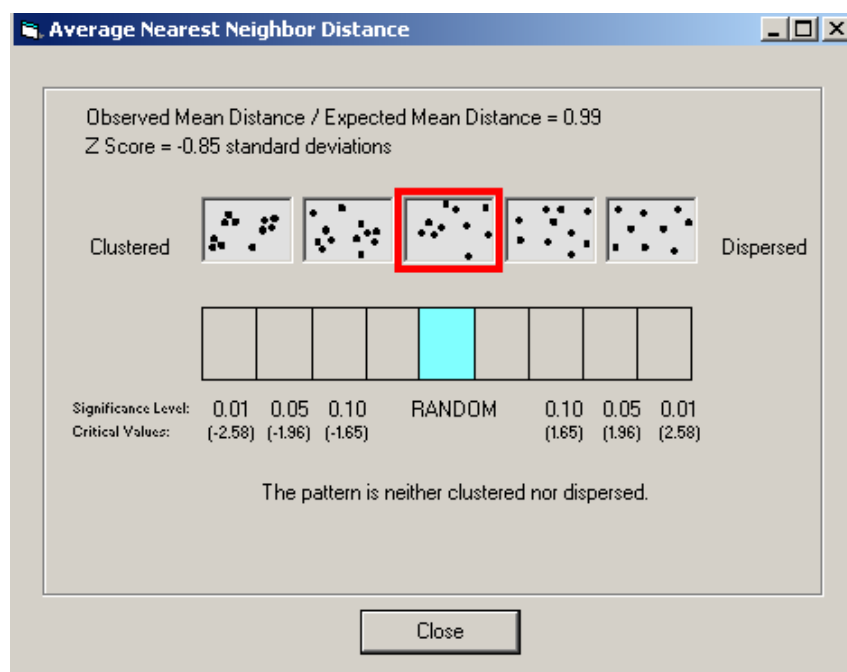 Average Nearest Neighbor Distance
Observed Mean Distance / Expected Mean Distance = 0.99
Z Score = -0.85 standard deviations
Clustered Dispersed
Significance Level: 0.01 0.05 0.10 RANDOM 0.10 0.05 0.01
Critical Values: (-2.58) (-1.96) (-1.65) (1.65) (1.96) (2.58)
The pattern is neither clustered nor dispersed.
Close